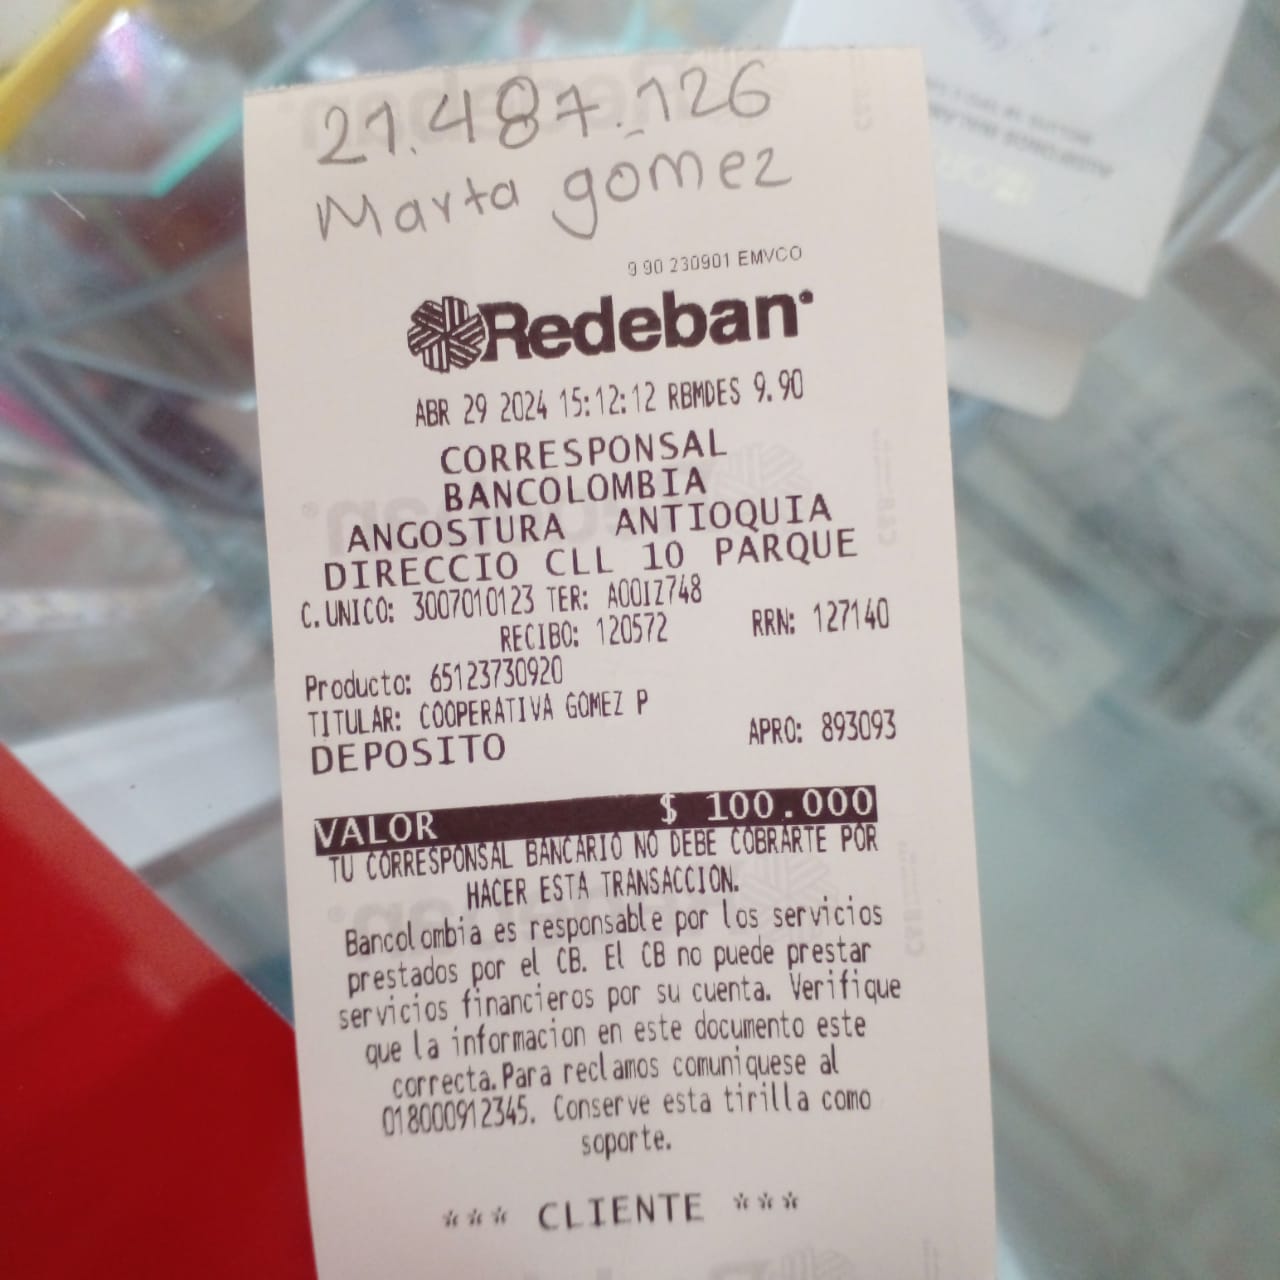 21.487.126
Marta gomez
9 90 230901 EMVCO
Redeban
ABR 29 2024 15:12:12 RBMDES 9.90
CORRESPONSAL
BANCOLOMBIA
ANGOSTURA ANTIOQUIA
DIRECCIO CLL 10 PARQUE
C.UNICO: 3007010123 TER: A00IZ748
RECIBO: 120572 RRN: 127140
Producto: 65123730920
TITULAR: COOPERATIVA GOMEZ P
DEPOSITO APRO: 893093
VALOR $ 100.000
TU CORRESPONSAL BANCARIO NO DEBE COBRARTE POR
HACER ESTA TRANSACCION.
Bancolombia es responsable por los servicios
prestados por el CB. El CB no puede prestar
servicios financieros por su cuenta. Verifique
que la informacion en este documento este
correcta.Para reclamos comuniquese al
018000912345. Conserve esta tirilla como
soporte.
*** CLIENTE ***